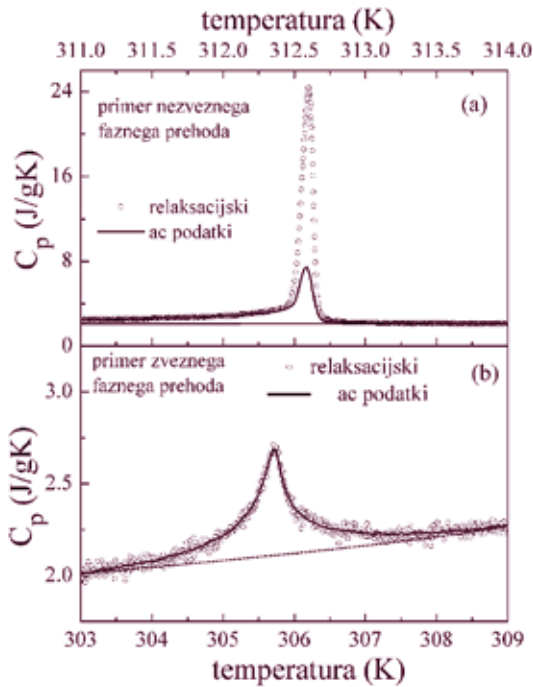 temperatura (K)
311.0 311.5 312.0 312.5 313.0 313.5 314.0
24
(a)
primer nezveznega
faznega prehoda
16
relaksacijski
ac podatki
C_p (J/gK)
8
0
primer zveznega
faznega prehoda
relaksacijski
(b)
ac podatki
3.0
C_p (J/gK)
2.5
2.0
303 304 305 306 307 308 309
temperatura (K)